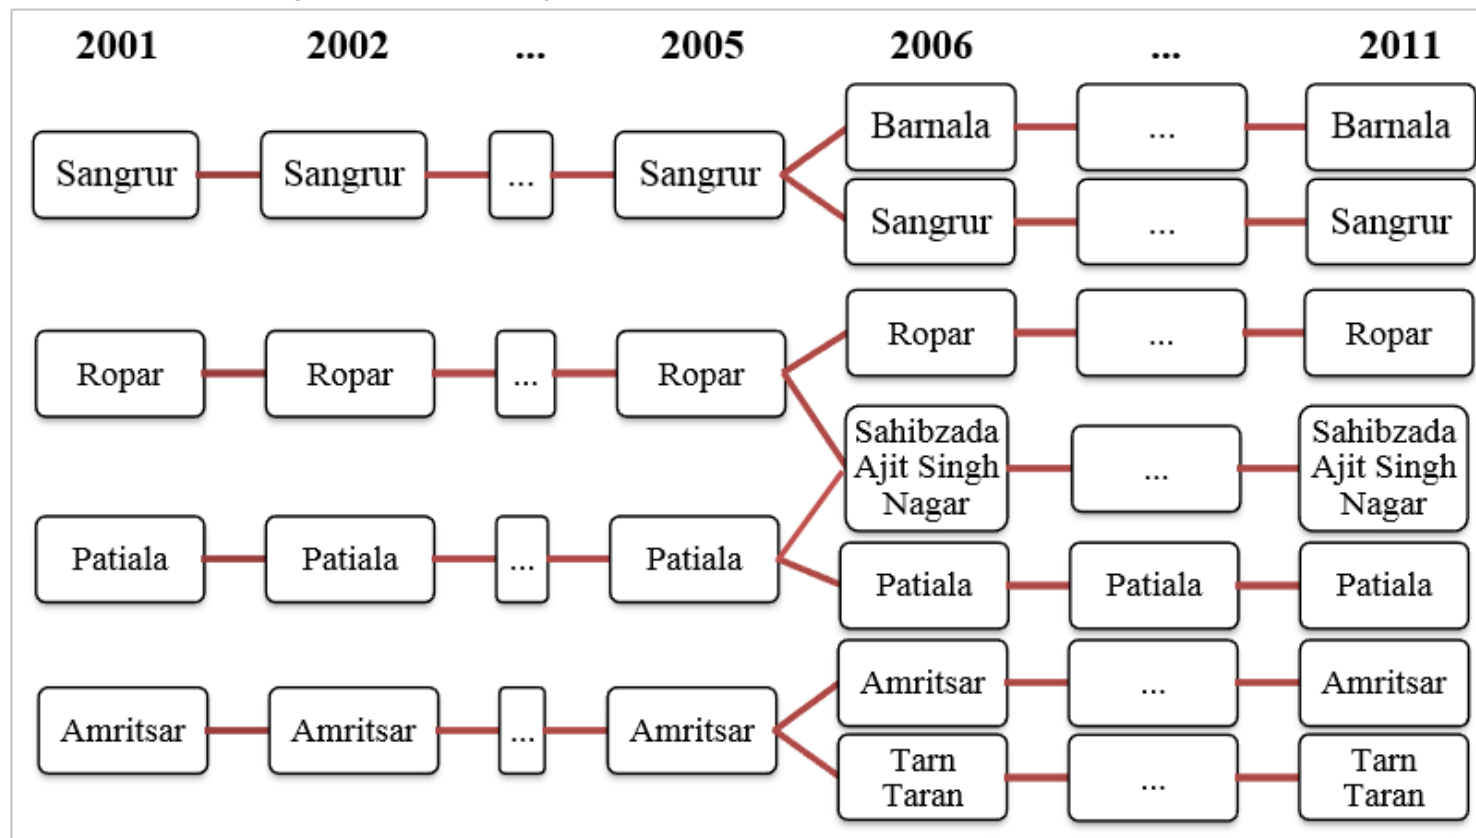 2001 2002 ... 2005 2006 ... 2011
Barnala ... Barnala
Sangrur Sangrur ... Sangrur
Sangrur ... Sangrur
Ropar ... Ropar
Ropar Ropar ... Ropar
Sahibzada
Ajit Singh
Nagar
...
Sahibzada
Ajit Singh
Nagar
Patiala Patiala ... Patiala
Patiala Patiala Patiala
Amritsar ... Amritsar
Amritsar Amritsar ... Amritsar
Tarn
Taran
...
Tarn
Taran